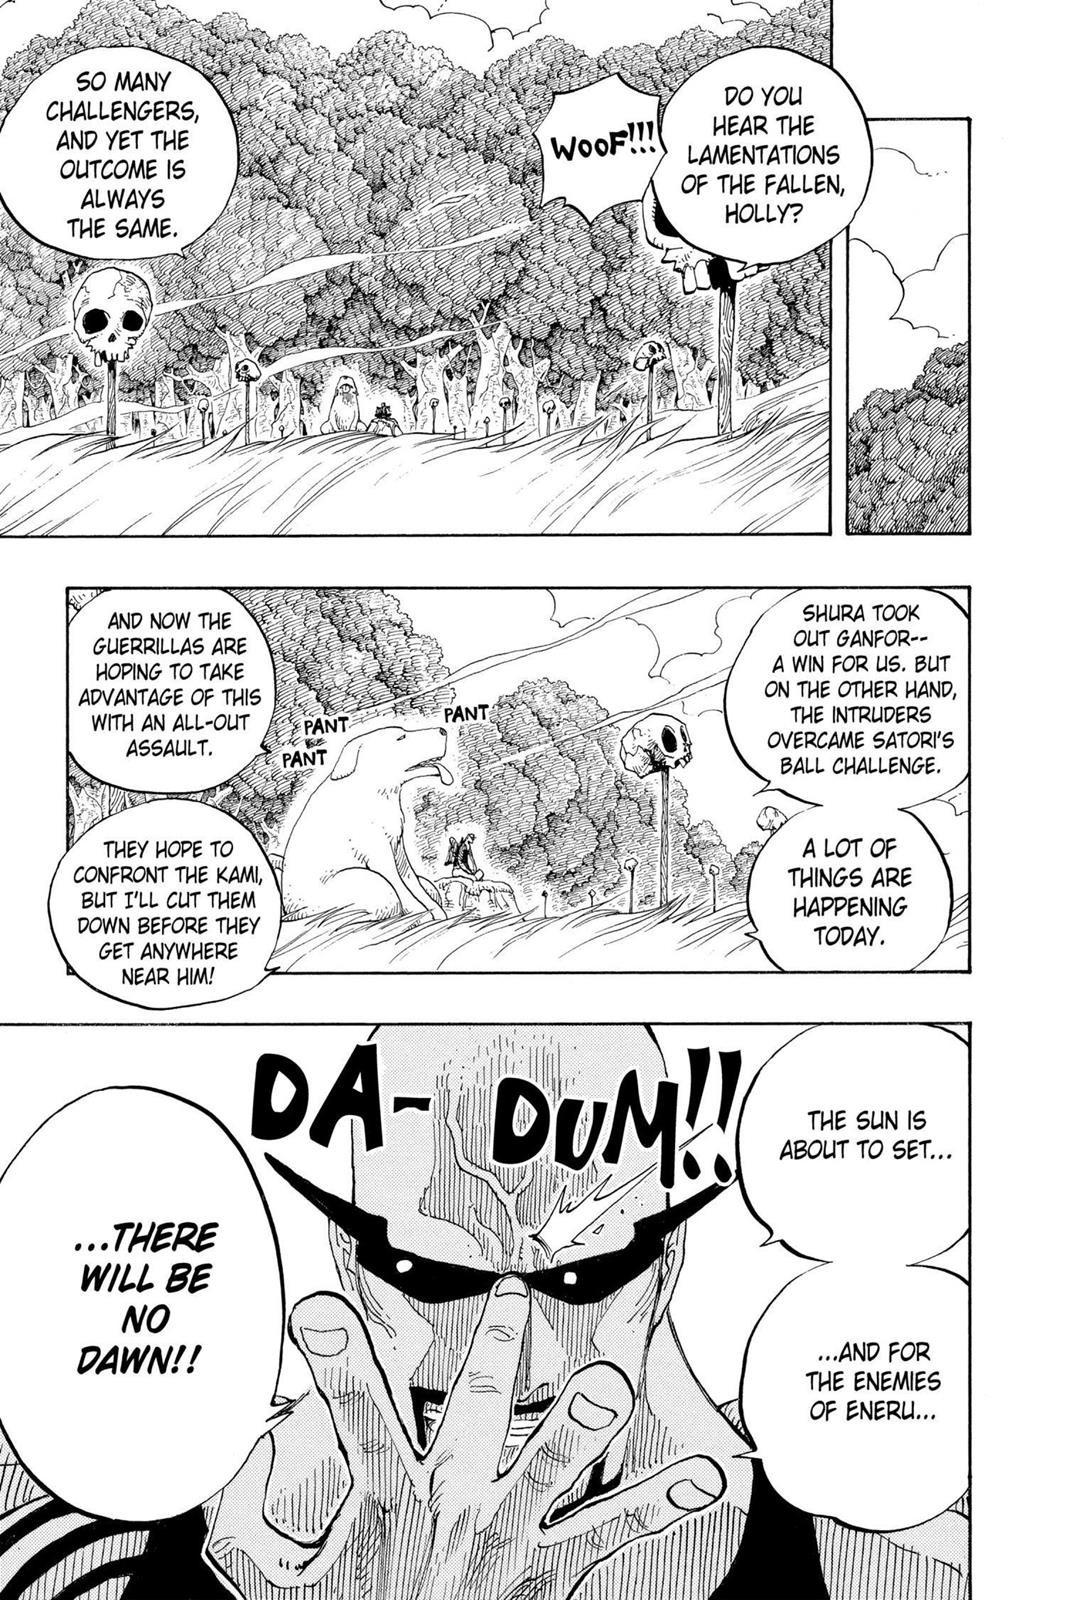 DO YOU
HEAR THE
LAMENTATIONS
OF THE FALLEN,
HOLLY?
WOOF!!!
SO MANY
CHALLENGERS,
AND YET THE
OUTCOME IS
ALWAYS
THE SAME.
SHURA TOOK
OUT GANFOR--
A WIN FOR US. BUT
ON THE OTHER HAND,
THE INTRUDERS
OVERCAME SATORI'S
BALL CHALLENGE.
A LOT OF
THINGS ARE
HAPPENING
TODAY.
PANT
PANT
PANT
AND NOW THE
GUERRILLAS ARE
HOPING TO TAKE
ADVANTAGE OF THIS
WITH AN ALL-OUT
ASSAULT.
THEY HOPE TO
CONFRONT THE KAMI,
BUT I'LL CUT THEM
DOWN BEFORE THEY
GET ANYWHERE
NEAR HIM!
THE SUN IS
ABOUT TO SET...
...AND FOR
THE ENEMIES
OF ENERU...
DA-DUM!!
...THERE
WILL BE
NO
DAWN!!